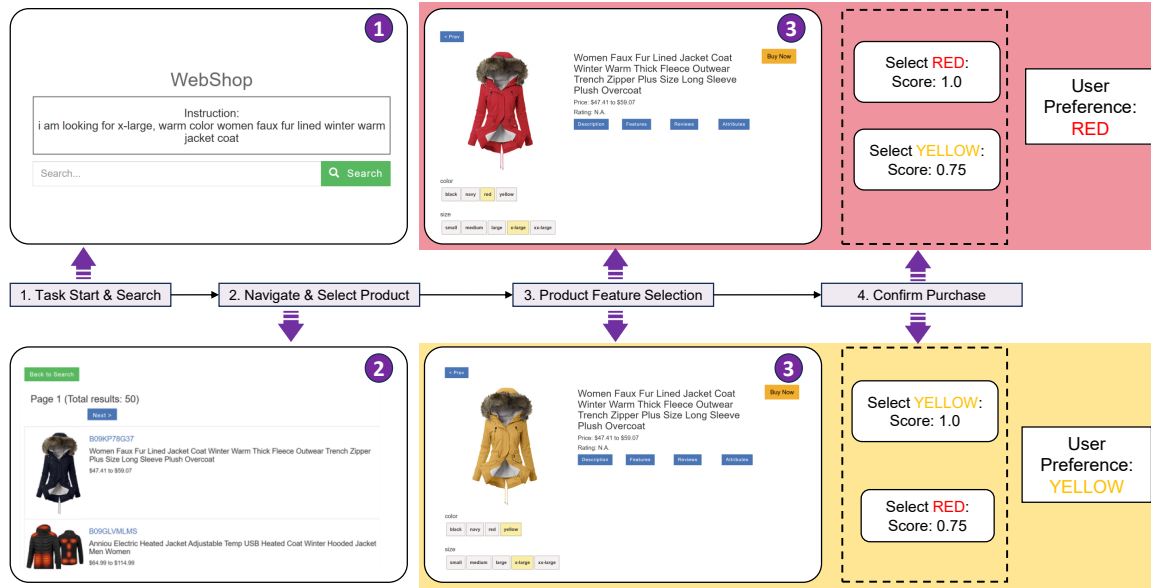 1
WebShop
Instruction:
i am looking for x-large, warm color women faux fur lined winter warm
jacket coat
Search...
Search
3
< Prev
Women Faux Fur Lined Jacket Coat
Winter Warm Thick Fleece Outwear
Trench Zipper Plus Size Long Sleeve
Plush Overcoat
Buy Now
Price: $47.41 to $59.07
Rating: N.A.
Description Features Reviews Attributes
color
black navy red yellow
size
small medium large x-large xx-large
Select RED:
Score: 1.0
Select YELLOW:
Score: 0.75
User
Preference:
RED
1. Task Start & Search
2. Navigate & Select Product
3. Product Feature Selection
4. Confirm Purchase
2
Back to Search
Page 1 (Total results: 50)
Next >
B09KP78G37
Women Faux Fur Lined Jacket Coat Winter Warm Thick Fleece Outwear Trench Zipper
Plus Size Long Sleeve Plush Overcoat
$47.41 to $59.07
B09GLVMLMS
Anniou Electric Heated Jacket Adjustable Temp USB Heated Coat Winter Hooded Jacket
Men Women
$64.99 to $114.99
3
< Prev
Women Faux Fur Lined Jacket Coat
Winter Warm Thick Fleece Outwear
Trench Zipper Plus Size Long Sleeve
Plush Overcoat
Buy Now
Price: $47.41 to $59.07
Rating: N.A.
Description Features Reviews Attributes
color
black navy red yellow
size
small medium large x-large xx-large
Select YELLOW:
Score: 1.0
Select RED:
Score: 0.75
User
Preference:
YELLOW